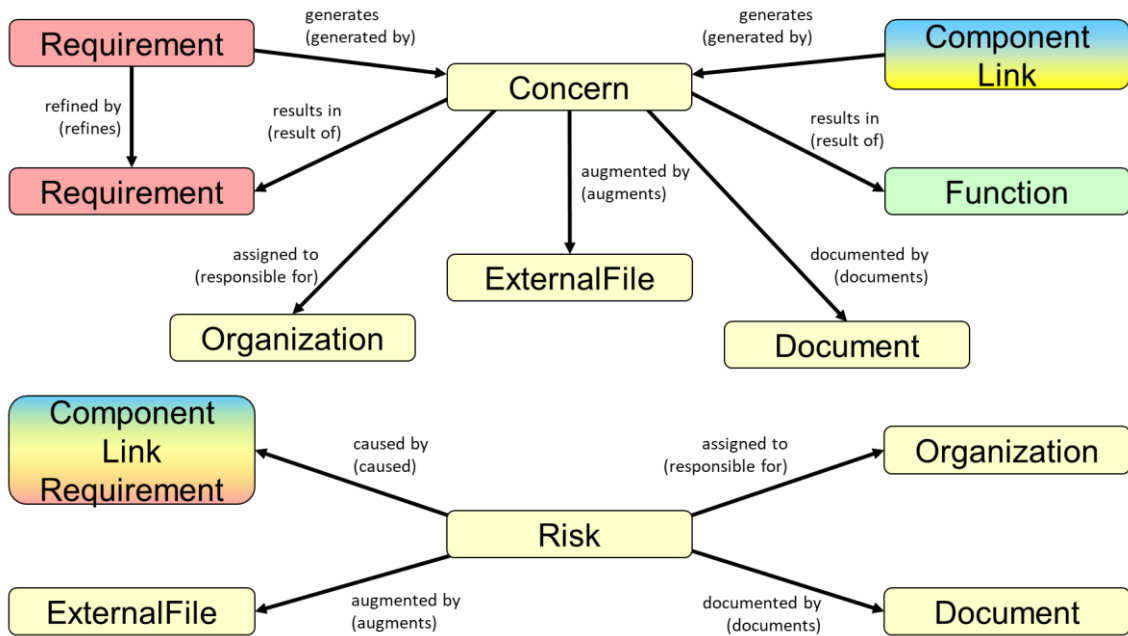 generates
(generated by)
generates
(generated by)
Requirement
Component
Link
Concern
refined by
(refines)
results in
(result of)
results in
(result of)
augmented by
(augments)
Requirement
Function
assigned to
(responsible for)
documented by
(documents)
ExternalFile
Organization
Document
Component
Link
Requirement
caused by
(caused)
assigned to
(responsible for)
Organization
Risk
ExternalFile
augmented by
(augments)
documented by
(documents)
Document